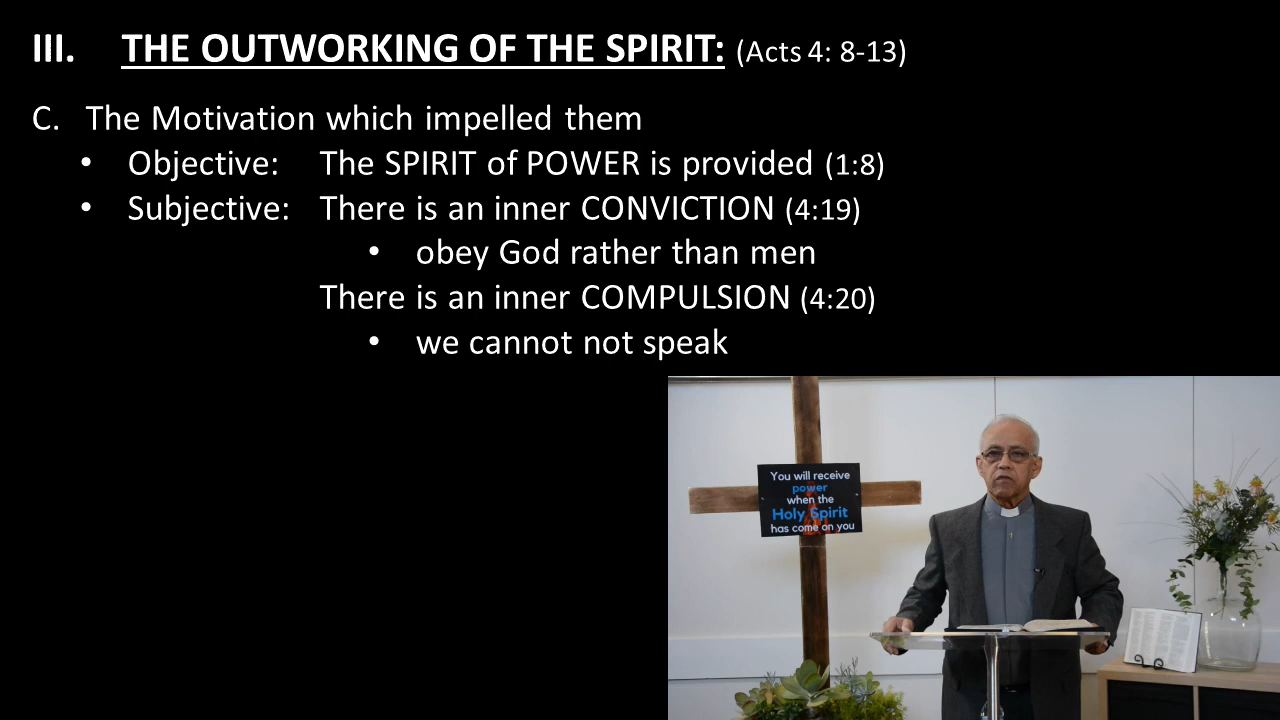 III. THE OUTWORKING OF THE SPIRIT: (Acts 4: 8-13)
C. The Motivation which impelled them
• Objective: The SPIRIT of POWER is provided (1:8)
• Subjective: There is an inner CONVICTION (4:19)
• obey God rather than men
There is an inner COMPULSION (4:20)
• we cannot not speak
You will receive
power
when the
Holy Spirit
has come on you